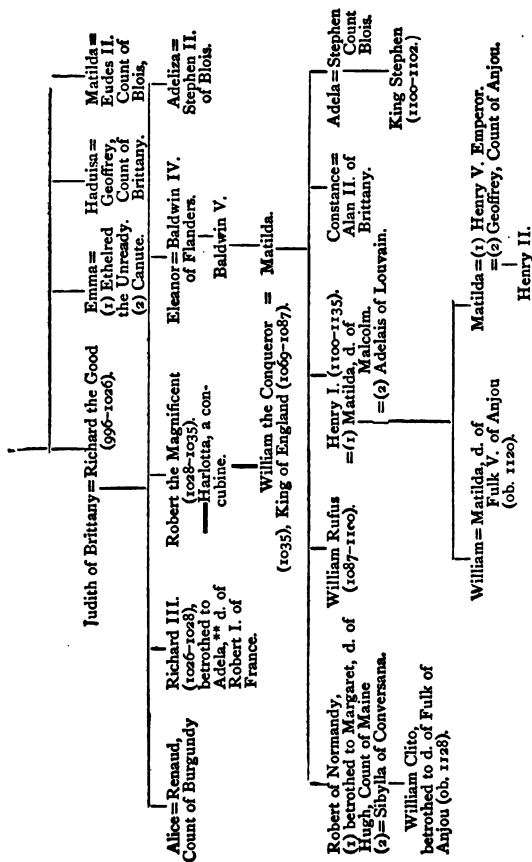 Judith of Brittany=Richard the Good
(996-1026).
Emma=
(1) Ethelred
the Unready.
(2) Canute.
Haduisa=
Geoffrey,
Count of
Brittany.
Matilda=
Eudes II.
Count of
Blois,
Alice=Renaud,
Count of Burgundy
Richard III.
(1026-1028),
betrothed to
Adela,** d. of
Robert I. of
France.
Robert the Magnificent
(1028-1035).
—Harlotta, a con-
cubine.
Eleanor=Baldwin IV.
of Flanders.
Baldwin V.
Adeliza=
Stephen II.
of Blois.
William the Conqueror = Matilda.
(1035), King of England (1069-1087).
Robert of Normandy,
(1) betrothed to Margaret, d. of
Hugh, Count of Maine
(2)=Sibylla of Conversana.
William Clito,
betrothed to d. of Fulk of
Anjou (ob. 1128).
William Rufus
(1087-1100).
Henry I. (1100-1135).
=(1) Matilda, d. of
Malcolm.
=(2) Adelais of Louvain.
Constance=
Alan II. of
Brittany.
Adela=Stephen
Count
Blois.
King Stephen
(1100-1102.)
William=Matilda, d. of
Fulk V. of Anjou
(ob. 1120).
Matilda=(1) Henry V. Emperor.
=(2) Geoffrey, Count of Anjou.
Henry II.